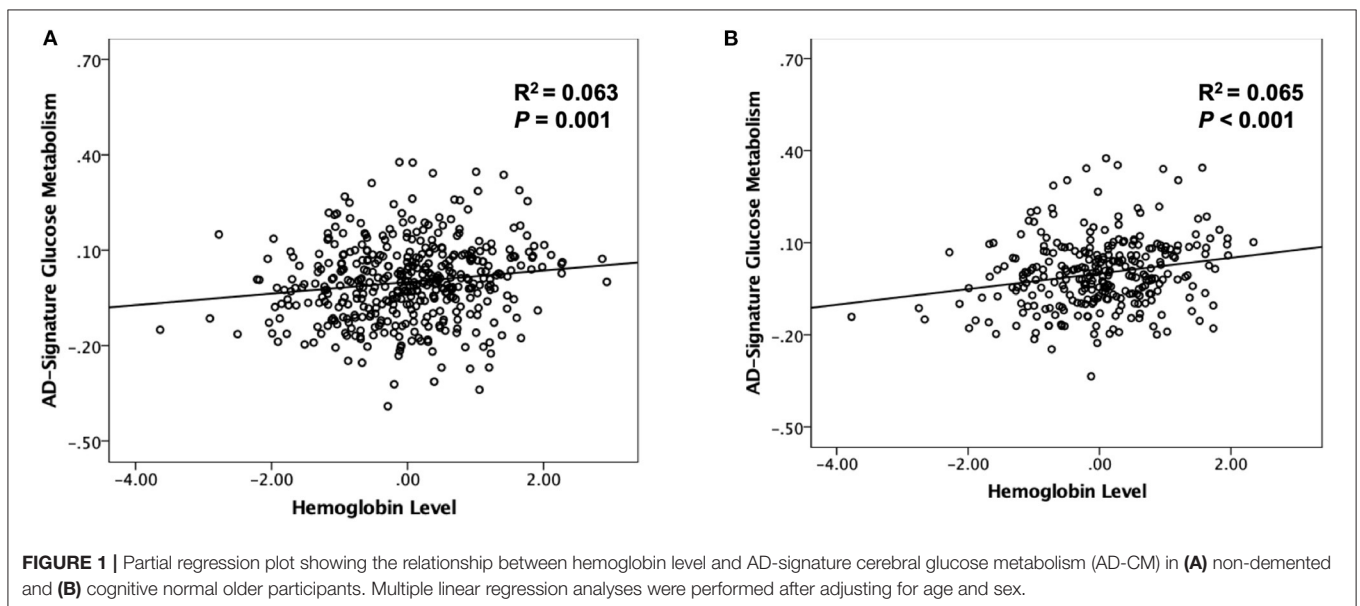 A
B
.70
.40
.10
-.20
-.50
AD-Signature Glucose Metabolism
R² = 0.063
P = 0.001
-4.00 -2.00 .00 2.00
Hemoglobin Level
.70
.40
.10
-.20
-.50
AD-Signature Glucose Metabolism
R² = 0.065
P < 0.001
-4.00 -2.00 .00 2.00
Hemoglobin Level
FIGURE 1 | Partial regression plot showing the relationship between hemoglobin level and AD-signature cerebral glucose metabolism (AD-CM) in (A) non-demented
and (B) cognitive normal older participants. Multiple linear regression analyses were performed after adjusting for age and sex.